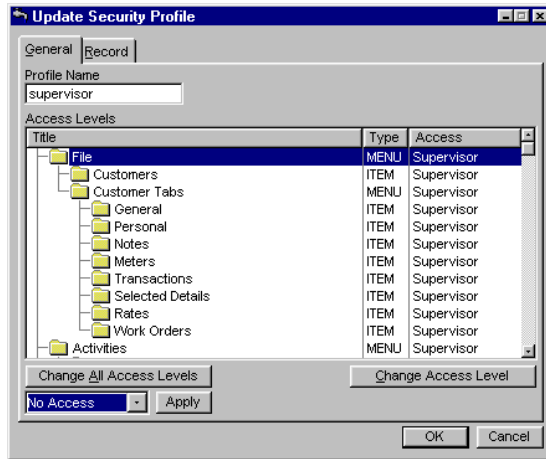 Update Security Profile
General Record
Profile Name
supervisor
Access Levels
Title Type Access
File MENU Supervisor
Customers ITEM Supervisor
Customer Tabs MENU Supervisor
General ITEM Supervisor
Personal ITEM Supervisor
Notes ITEM Supervisor
Meters ITEM Supervisor
Transactions ITEM Supervisor
Selected Details ITEM Supervisor
Rates ITEM Supervisor
Work Orders ITEM Supervisor
Activities MENU Supervisor
Change All Access Levels Change Access Level
No Access Apply
OK Cancel